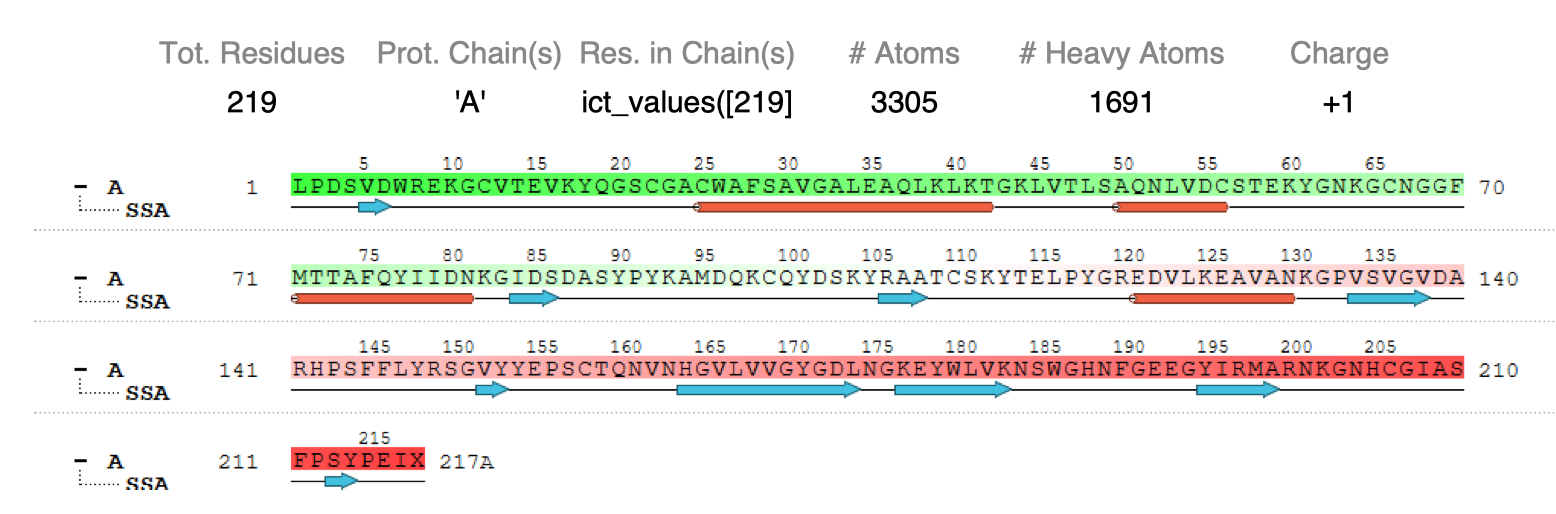 Tot. Residues Prot. Chain(s) Res. in Chain(s) # Atoms # Heavy Atoms Charge
219 'A' ict_values([219] 3305 1691 +1
5 10 15 20 25 30 35 40 45 50 55 60 65
A 1 LPDSVDWREKGCVTEVKYQGSCGACWAFSAVGALEAQLKLKTGKLVTLSAQNLVDCSTEKYGNKGCNGGF 70
SSA
75 80 85 90 95 100 105 110 115 120 125 130 135
A 71 MTTAFQYIIDNKGIDSDASYPYKAMDQKCQYDSKYRAATCSKYTELPYGREDVLKEAVANKGPVSVGVDA 140
SSA
145 150 155 160 165 170 175 180 185 190 195 200 205
A 141 RHPSFFLYRSGVYYEPSCTQNVNHGVLVVGYGDLNGKEYWLVKNSWGHNFGEEGYIRMARNKGNHCGIAS 210
SSA
215
A 211 FPSYPEIX 217A
SSA